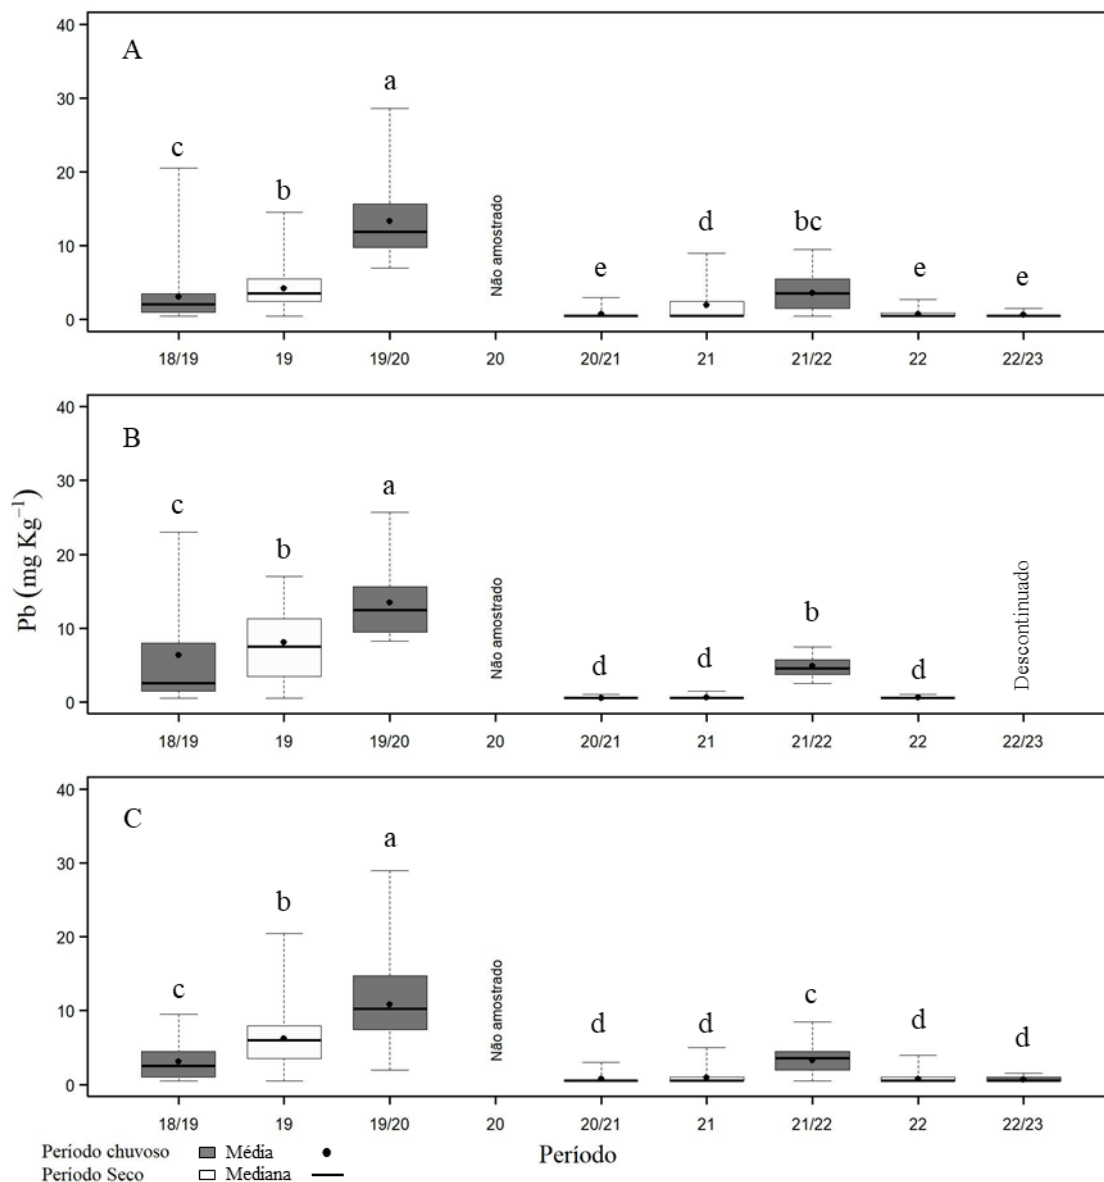 A
40
30
20
10
0
c
b
a
Não amostrado
e
d
bc
e
e
18/19 19 19/20 20 20/21 21 21/22 22 22/23
Pb (mg Kg⁻¹)
B
40
30
20
10
0
c
b
a
Não amostrado
d
d
b
d
Descontinuado
18/19 19 19/20 20 20/21 21 21/22 22 22/23
C
40
30
20
10
0
c
b
a
Não amostrado
d
d
c
d
d
18/19 19 19/20 20 20/21 21 21/22 22 22/23
Período
Período chuvoso Média
Período Seco Mediana